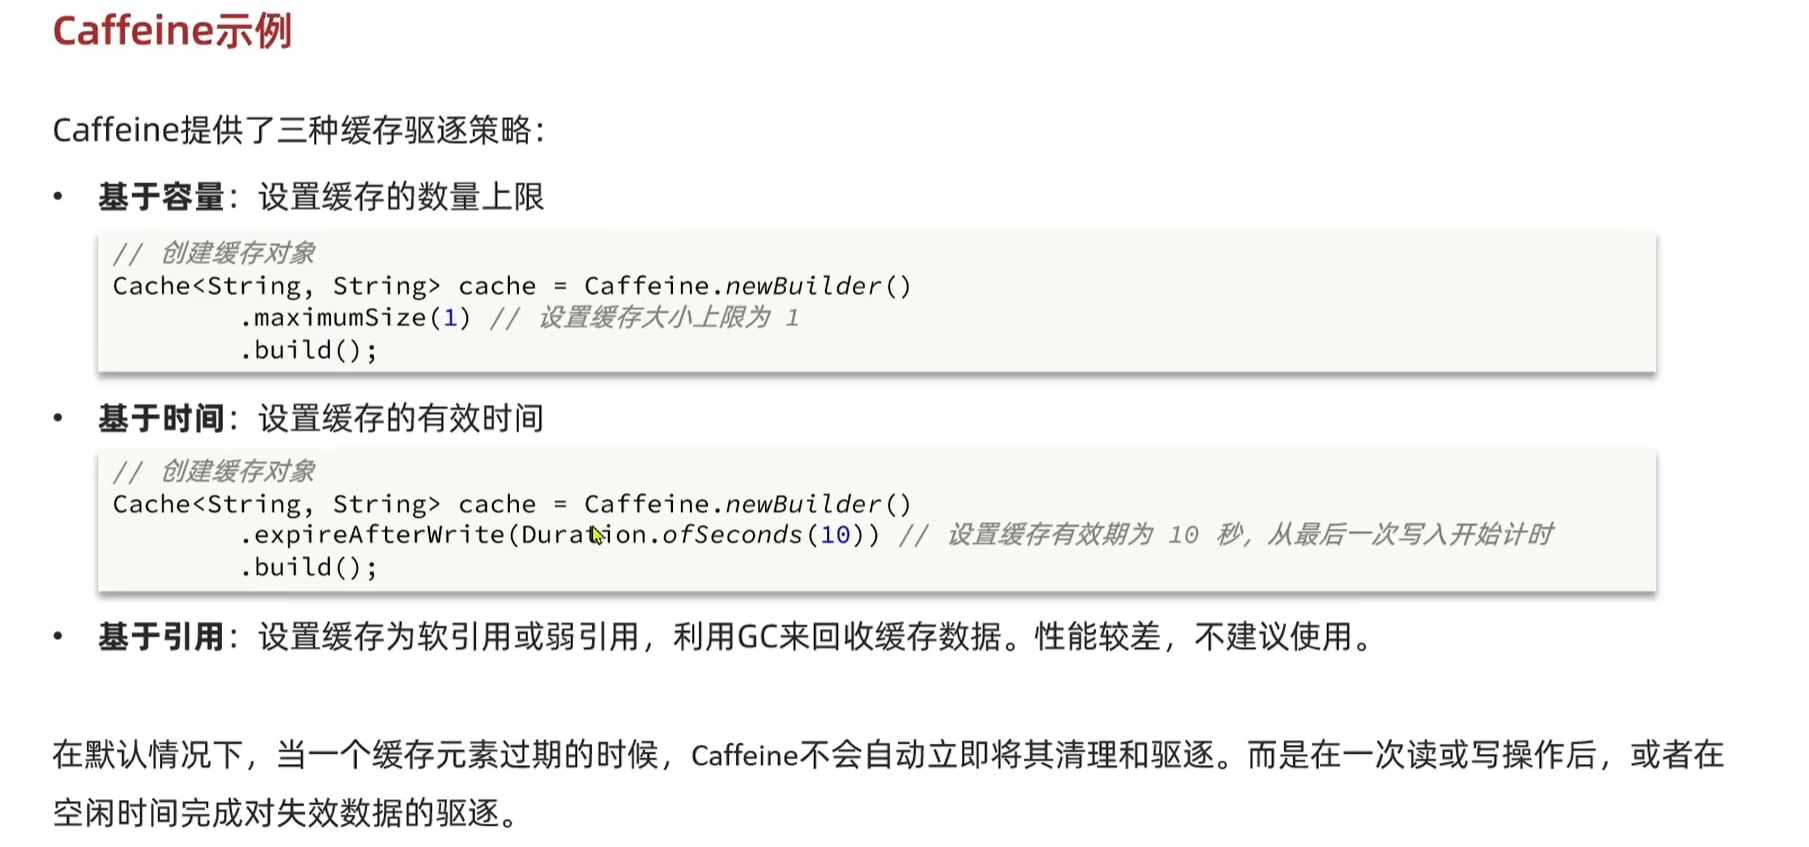 Caffeine示例
Caffeine提供了三种缓存驱逐策略：
• 基于容量：设置缓存的数量上限
// 创建缓存对象
Cache<String, String> cache = Caffeine.newBuilder()
        .maximumSize(1) // 设置缓存大小上限为 1
        .build();
• 基于时间：设置缓存的有效时间
// 创建缓存对象
Cache<String, String> cache = Caffeine.newBuilder()
        .expireAfterWrite(Duration.ofSeconds(10)) // 设置缓存有效期为 10 秒，从最后一次写入开始计时
        .build();
• 基于引用：设置缓存为软引用或弱引用，利用GC来回收缓存数据。性能较差，不建议使用。
在默认情况下，当一个缓存元素过期的时候，Caffeine不会自动立即将其清理和驱逐。而是在一次读或写操作后，或者在
空闲时间完成对失效数据的驱逐。